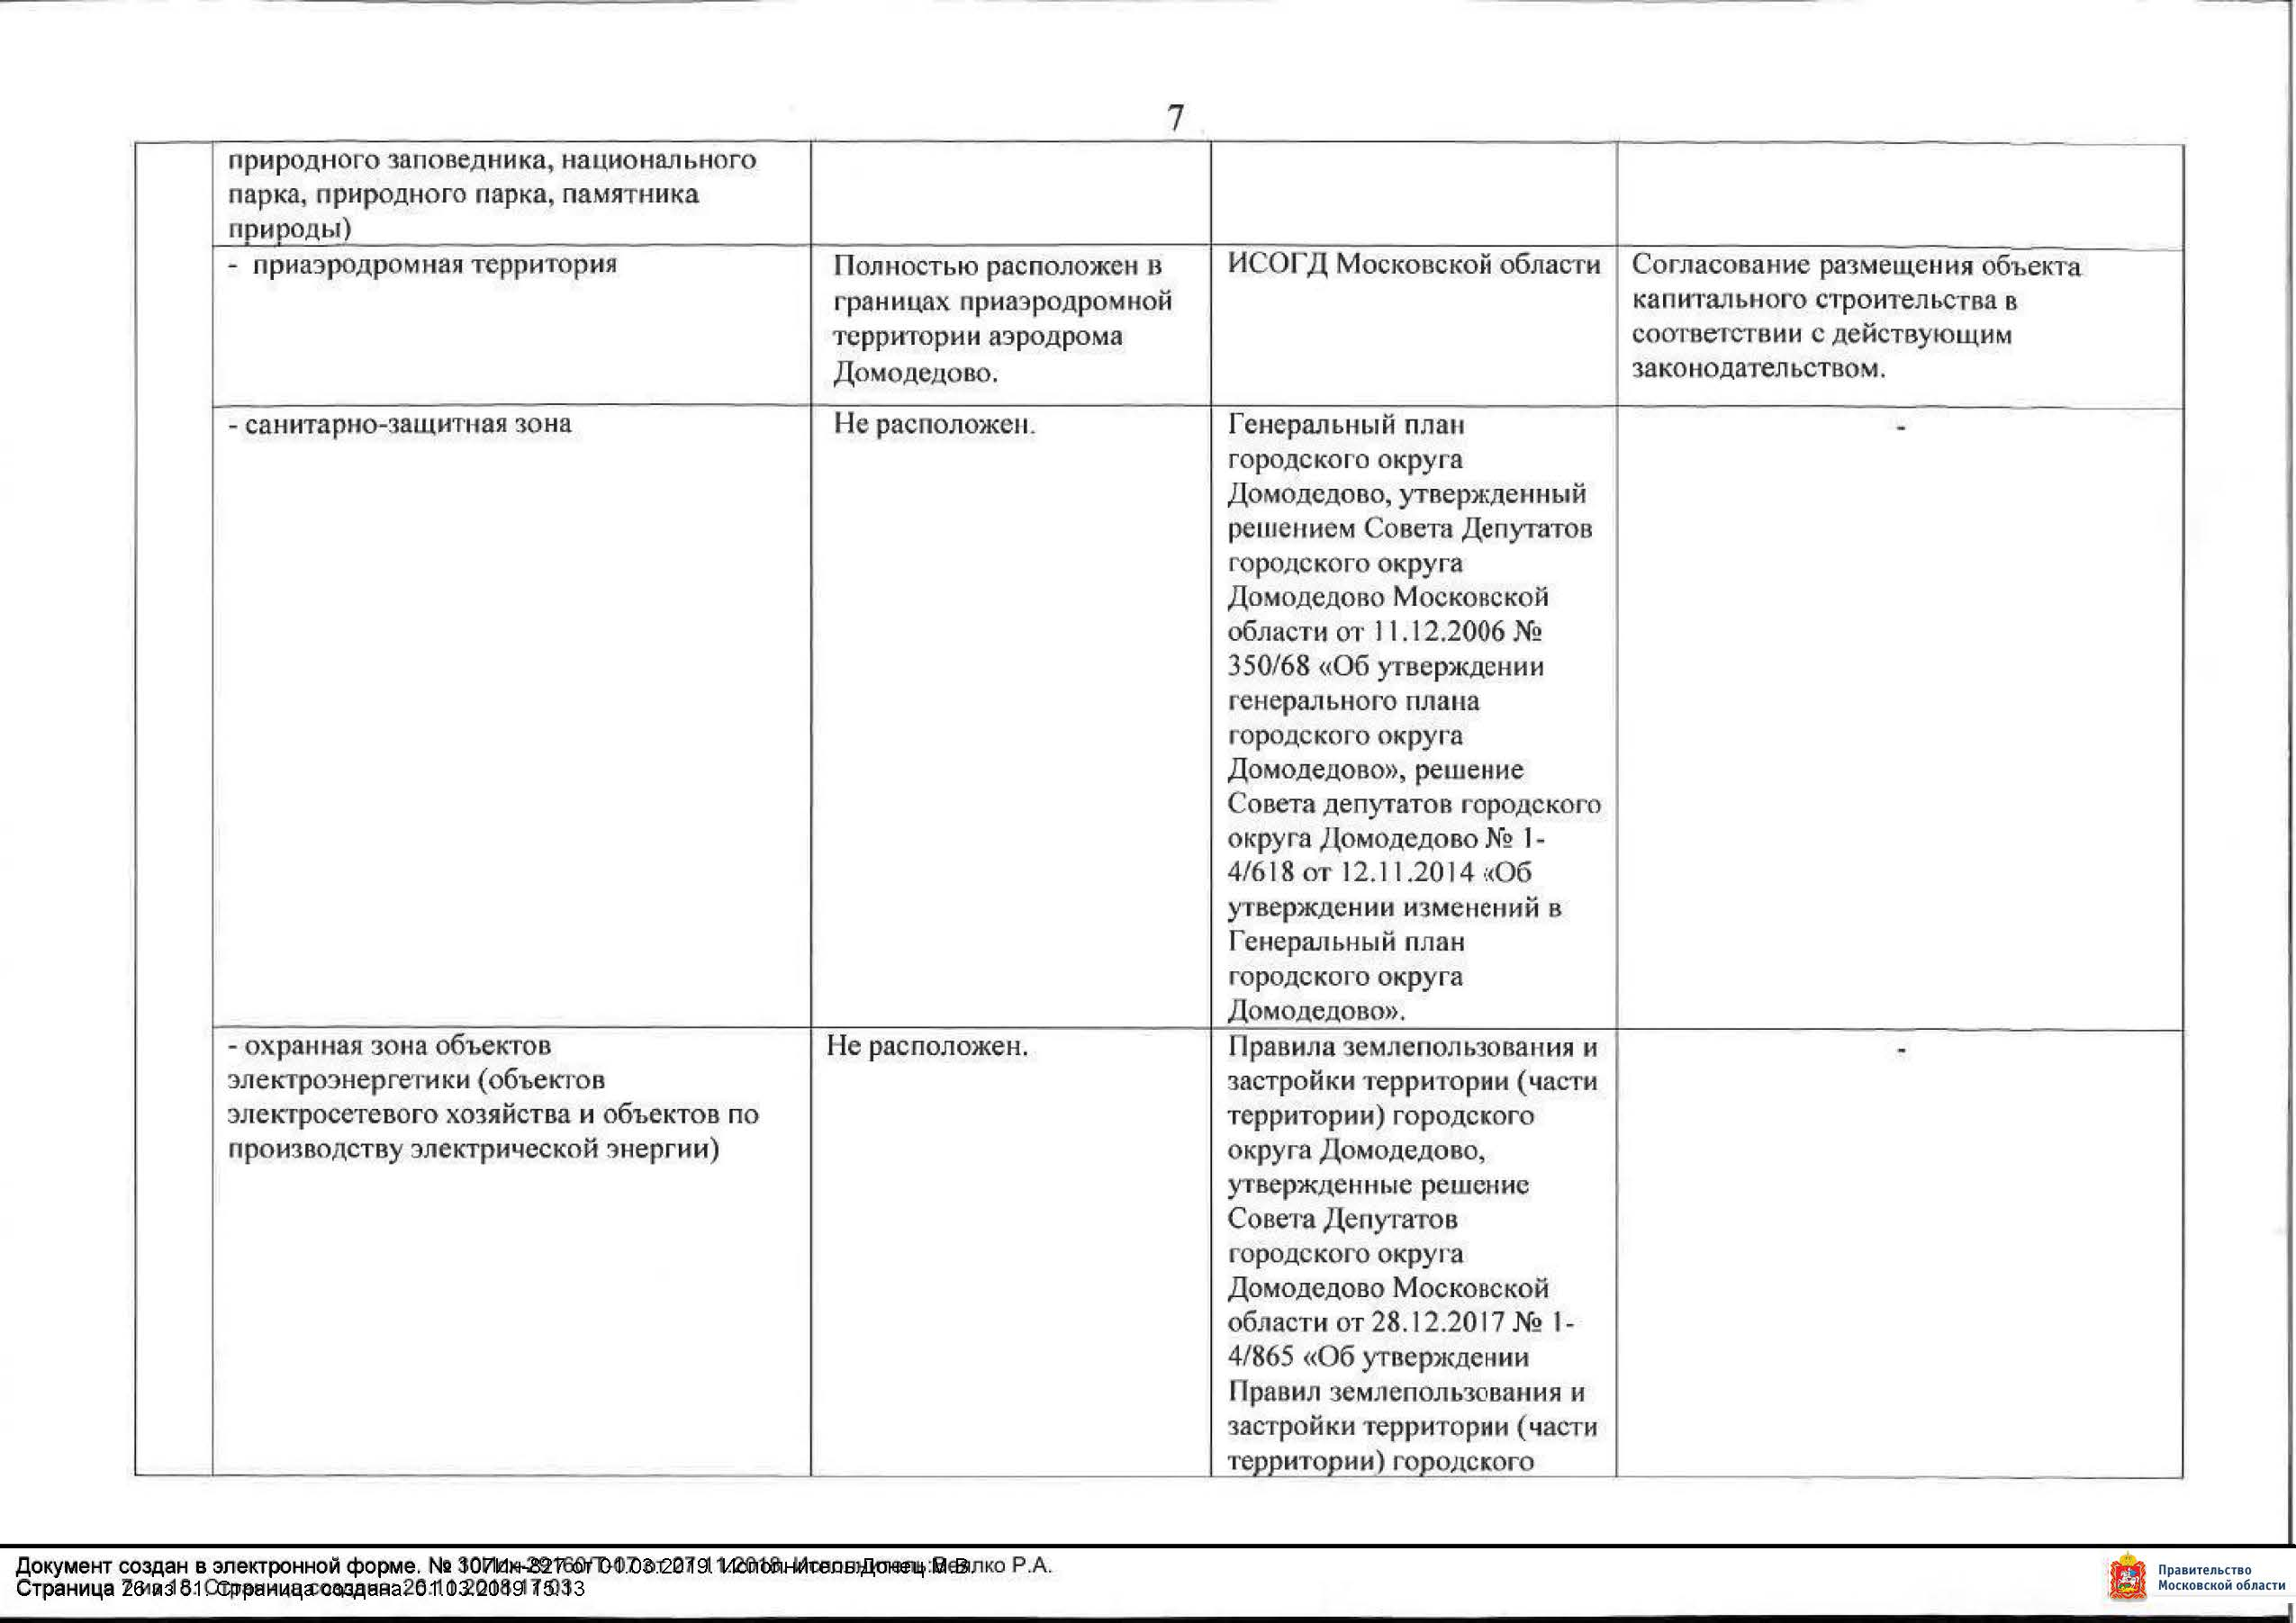 7
природного заповедника, национального
парка, природного парка, памятника
природы)
- приаэродромная территория
Полностью расположен в
границах приаэродромной
территории аэродрома
Домодедово.
ИСОГД Московской области
Согласование размещения объекта
капитального строительства в
соответствии с действующим
законодательством.
- санитарно-защитная зона
Не расположен.
Генеральный план
городского округа
Домодедово, утвержденный
решением Совета Депутатов
городского округа
Домодедово Московской
области от 11.12.2006 №
350/68 «Об утверждении
генерального плана
городского округа
Домодедово», решение
Совета депутатов городского
округа Домодедово № 1-
4/618 от 12.11.2014 «Об
утверждении изменений в
Генеральный план
городского округа
Домодедово».
-
- охранная зона объектов
электроэнергетики (объектов
электросетевого хозяйства и объектов по
производству электрической энергии)
Не расположен.
Правила землепользования и
застройки территории (части
территории) городского
округа Домодедово,
утвержденные решение
Совета Депутатов
городского округа
Домодедово Московской
области от 28.12.2017 № 1-
4/865 «Об утверждении
Правил землепользования и
застройки территории (части
территории) городского
-
Документ создан в электронной форме. №
Страница
Правительство
Московской области